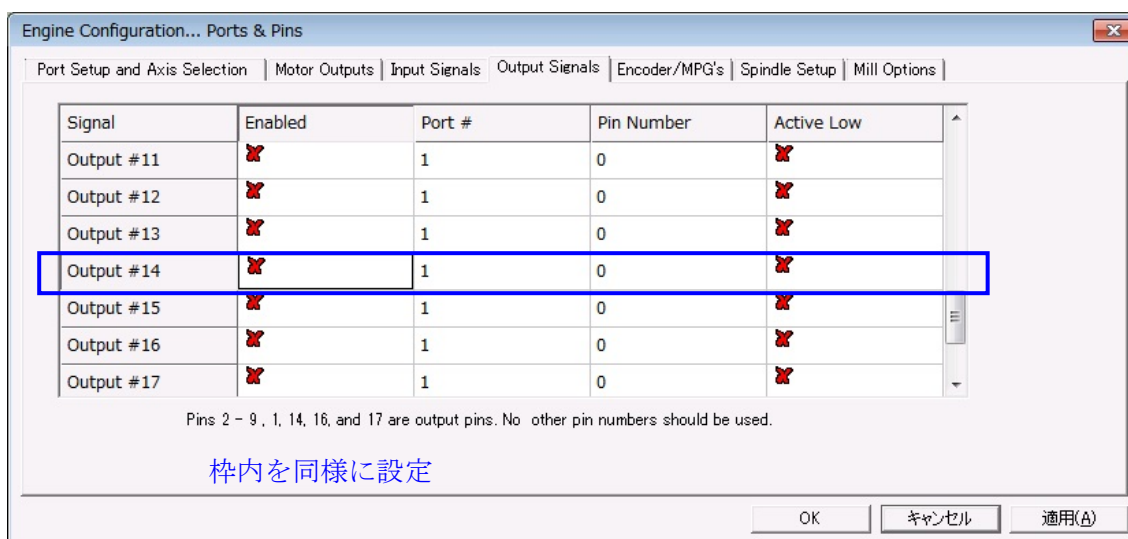 Engine Configuration... Ports & Pins
Port Setup and Axis Selection Motor Outputs Input Signals Output Signals Encoder/MPG's Spindle Setup Mill Options
Signal Enabled Port # Pin Number Active Low
Output #11 1 0
Output #12 1 0
Output #13 1 0
Output #14 1 0
Output #15 1 0
Output #16 1 0
Output #17 1 0
Pins 2 - 9 , 1, 14, 16, and 17 are output pins. No other pin numbers should be used.
枠内を同様に設定
OK キャンセル 適用(A)